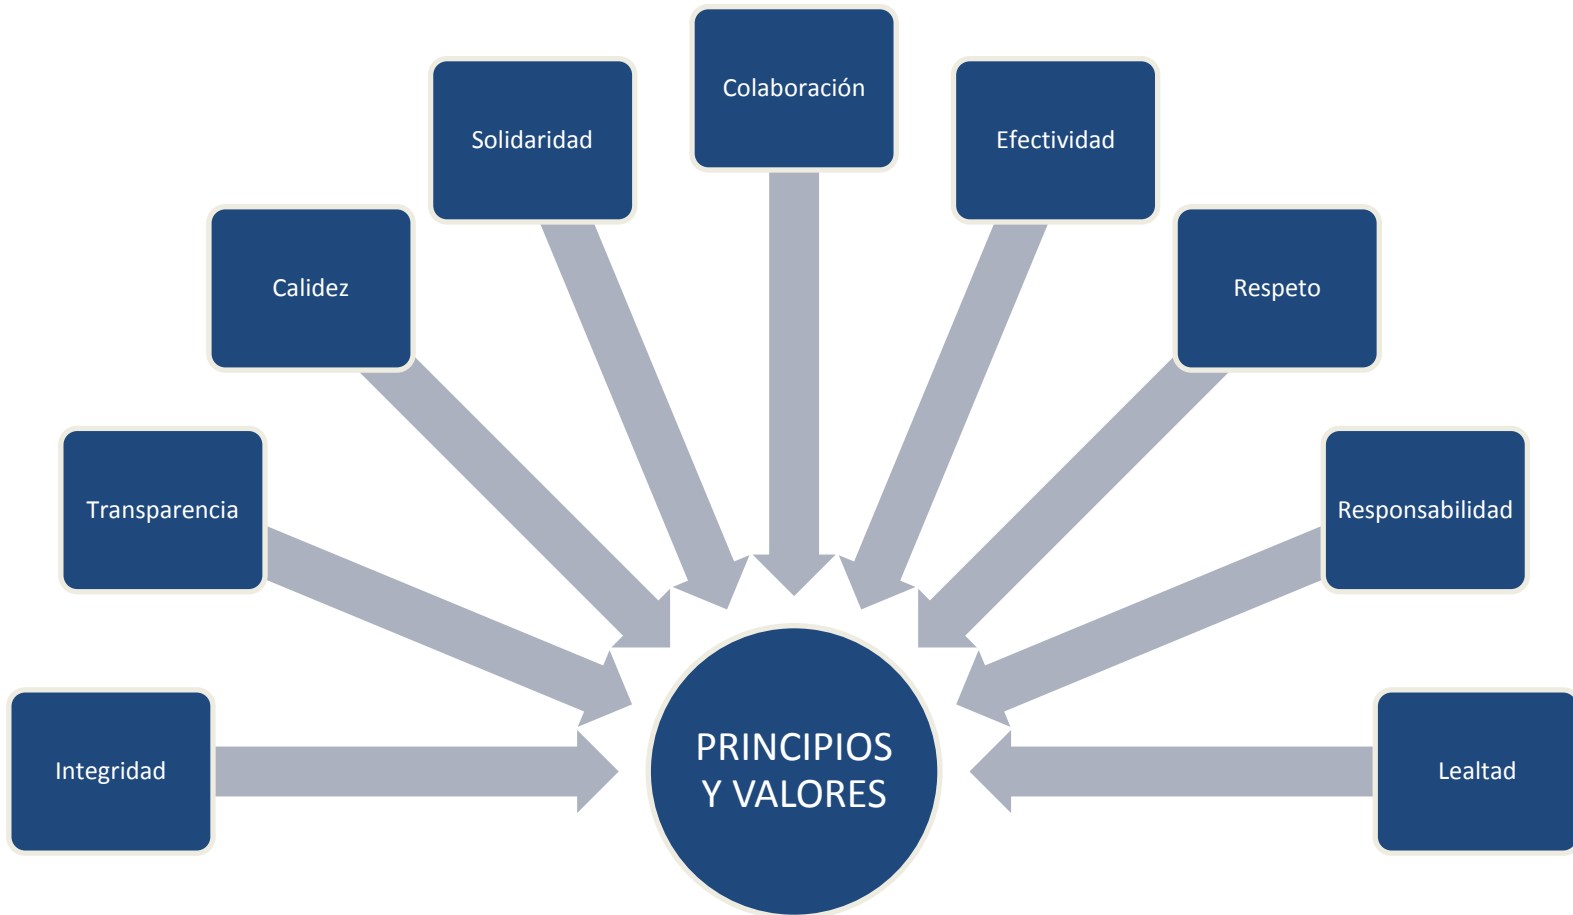 Colaboración
Solidaridad
Efectividad
Calidez
Respeto
Transparencia
Responsabilidad
Integridad
PRINCIPIOS
Y VALORES
Lealtad